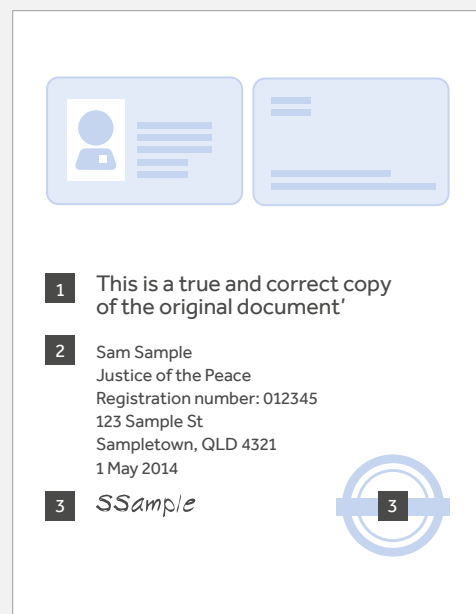 1 This is a true and correct copy
of the original document’
2 Sam Sample
Justice of the Peace
Registration number: 012345
123 Sample St
Sampletown, QLD 4321
1 May 2014
3 SSample 3